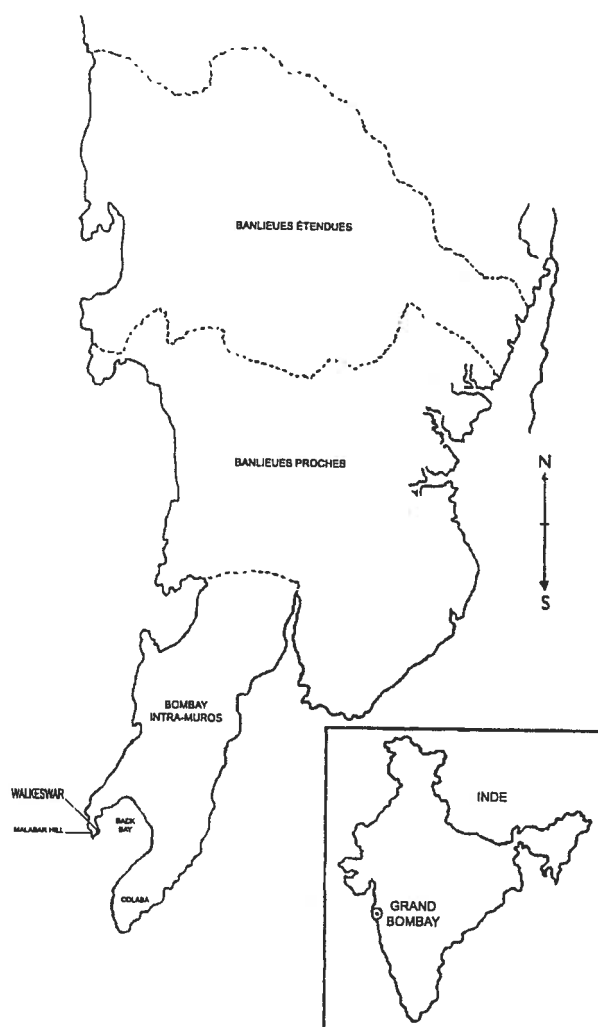 BANLIEUES ÉTENDUES
BANLIEUES PROCHES
N
S
BOMBAY
INTRA-MUROS
WALKESWAR
MALABAR HILL
BACK
BAY
COLABA
INDE
GRAND
BOMBAY